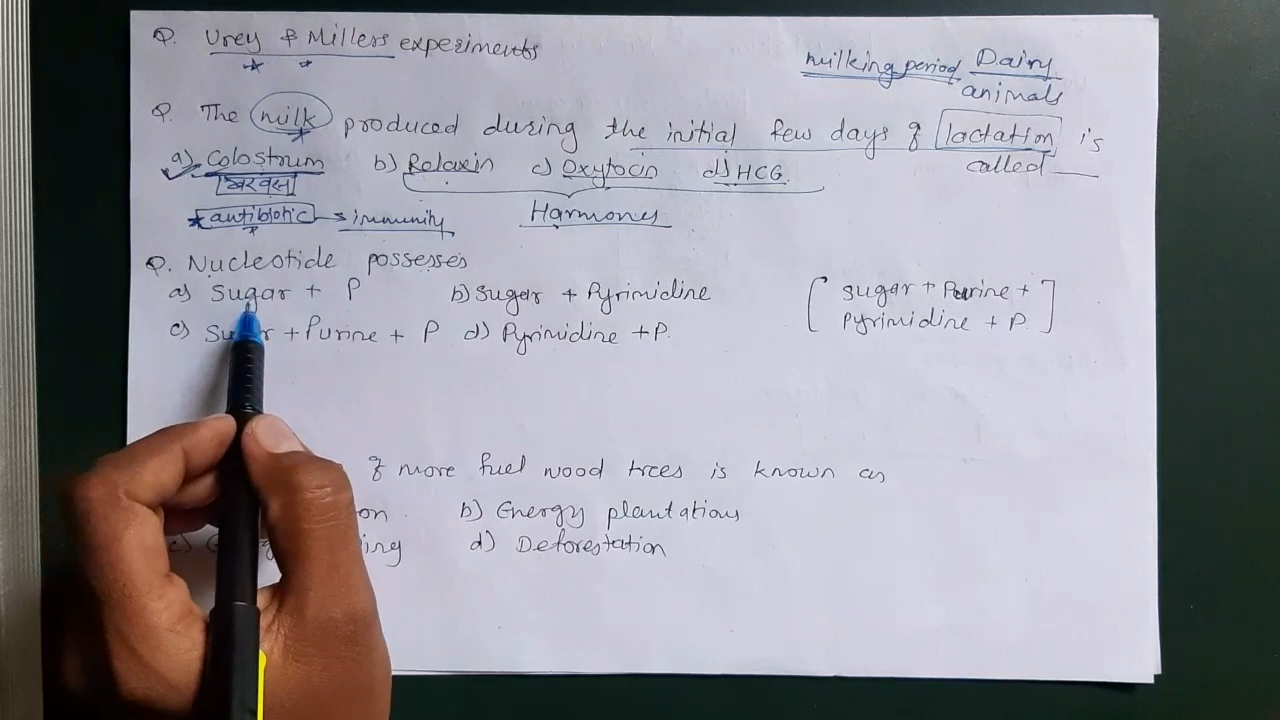 Q. Urey & Millers experiments
milking period Dairy
animals
Q. The milk produced during the initial few days of lactation is
called ___
a) Colostrum b) Relaxin c) Oxytocin d) HCG
antibiotic → immunity Harmones
Q. Nucleotide possesses
a) Sugar + P b) Sugar + Pyrimidine
c) Sugar + Purine + P d) Pyrimidine + P.
[ Sugar + Purine +
Pyrimidine + P. ]
of more fuel wood trees is known as
b) Energy plantations
c) d) Deforestation